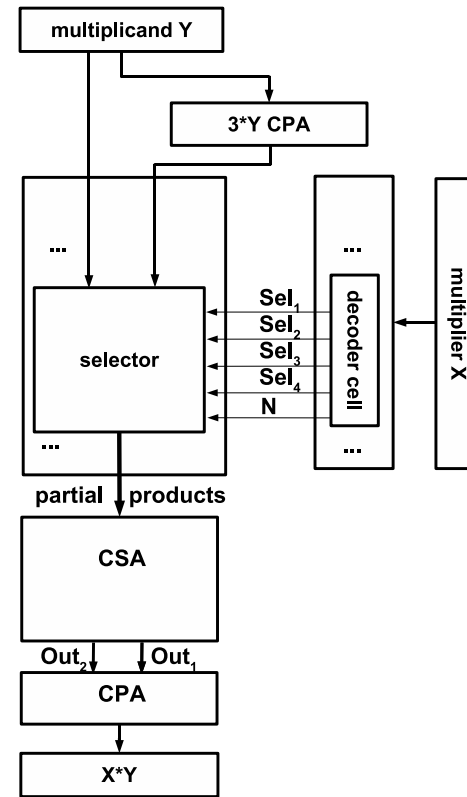 multiplicand Y
3*Y CPA
...
...
Sel₁
Sel₂
Sel₃
Sel₄
N
selector
decoder cell
multiplier X
...
...
partial products
CSA
Out₂ Out₁
CPA
X*Y